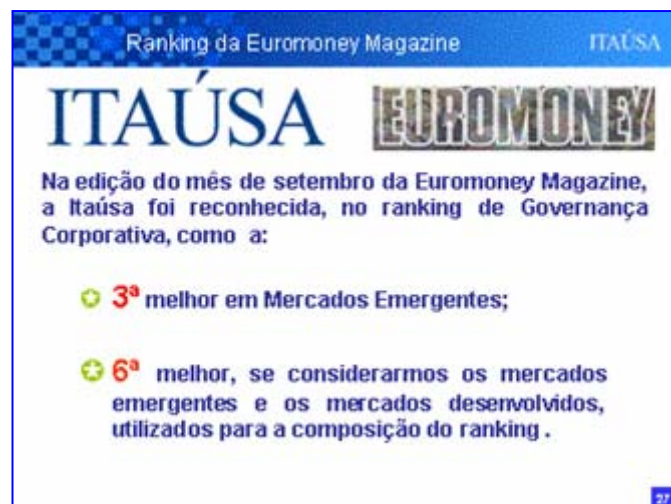 Ranking da Euromoney Magazine ITAÚSA
ITAÚSA EUROMONEY
Na edição do mês de setembro da Euromoney Magazine,
a Itaúsa foi reconhecida, no ranking de Governança
Corporativa, como a:
3ª melhor em Mercados Emergentes;
6ª melhor, se considerarmos os mercados
emergentes e os mercados desenvolvidos,
utilizados para a composição do ranking .